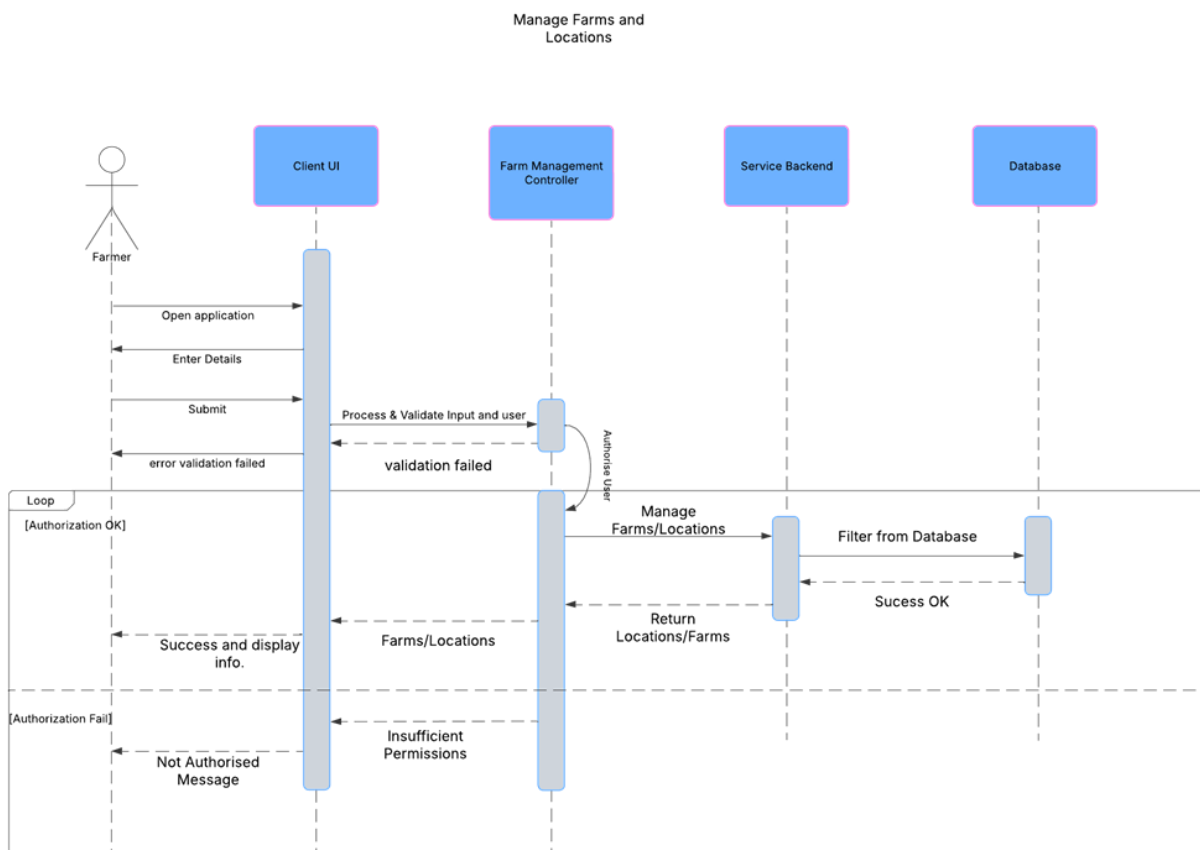 Manage Farms and
Locations
Client UI
Farm Management
Controller
Service Backend
Database
Farmer
Open application
Enter Details
Submit
Process & Validate Input and user
error validation failed
validation failed
Authorise User
Loop
[Authorization OK]
Manage
Farms/Locations
Filter from Database
Sucess OK
Return
Locations/Farms
Farms/Locations
Success and display
info.
[Authorization Fail]
Insufficient
Permissions
Not Authorised
Message